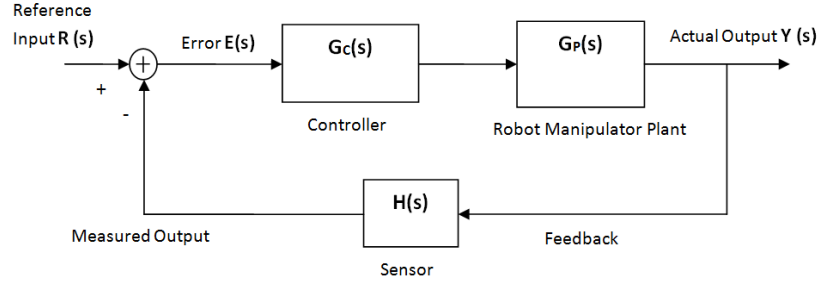 Reference
Input R (s)
Error E(s)
GC(s)
GP(s)
Actual Output Y (s)
+
+
-
Controller
Robot Manipulator Plant
H(s)
Measured Output
Feedback
Sensor